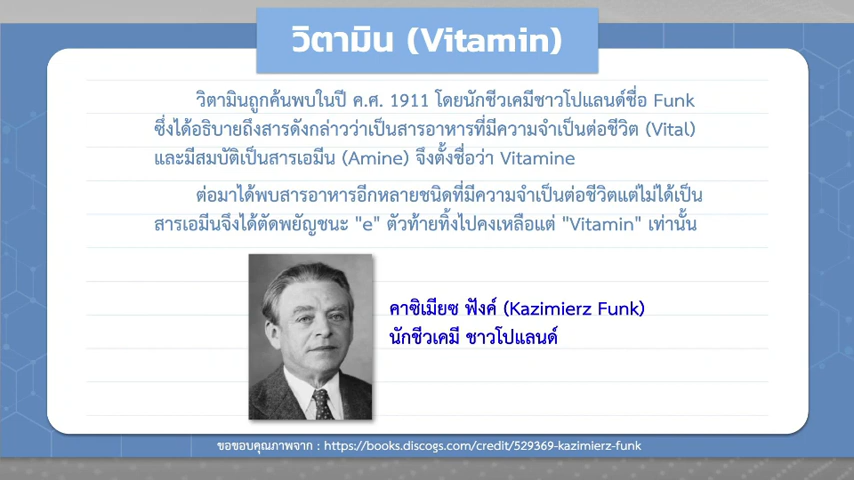 วิตามิน (Vitamin)
วิตามินถูกค้นพบในปี ค.ศ. 1911 โดยนักชีวเคมีชาวโปแลนด์ชื่อ Funk
ซึ่งได้อธิบายถึงสารดังกล่าวว่าเป็นสารอาหารที่มีความจำเป็นต่อชีวิต (Vital)
และมีสมบัติเป็นสารเอมีน (Amine) จึงตั้งชื่อว่า Vitamine
ต่อมาได้พบสารอาหารอีกหลายชนิดที่มีความจำเป็นต่อชีวิตแต่ไม่ได้เป็น
สารเอมีนจึงได้ตัดพยัญชนะ "e" ตัวท้ายทิ้งไปคงเหลือแต่ "Vitamin" เท่านั้น
คาซิเมียซ ฟังค์ (Kazimierz Funk)
นักชีวเคมี ชาวโปแลนด์
ขอขอบคุณภาพจาก : https://books.discogs.com/credit/529369-kazimierz-funk